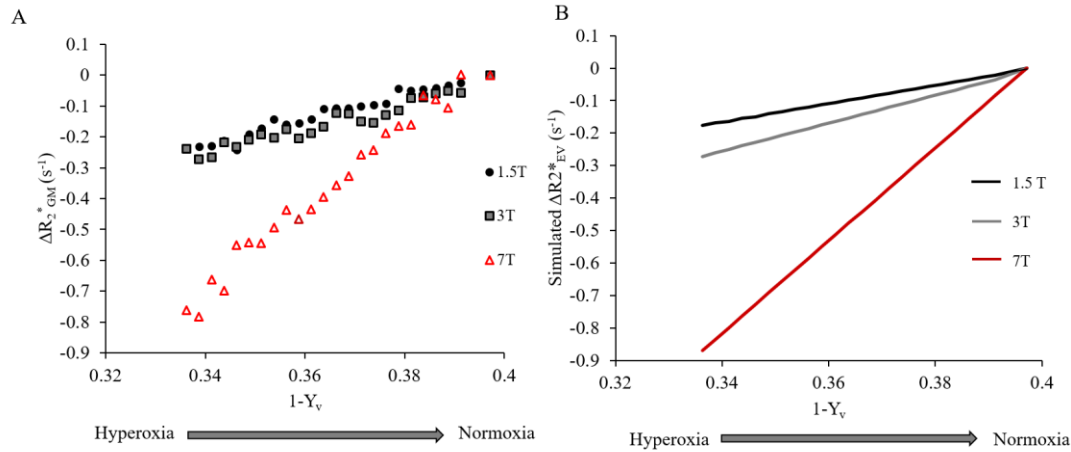 A
0
-0.1
-0.2
-0.3
-0.4
-0.5
-0.6
-0.7
-0.8
-0.9
ΔR₂*GM (s⁻¹)
1.5T
3T
7T
0.32 0.34 0.36 0.38 0.4
1-Yᵥ
Hyperoxia Normoxia
B
0
-0.1
-0.2
-0.3
-0.4
-0.5
-0.6
-0.7
-0.8
-0.9
Simulated ΔR2*EV (s⁻¹)
1.5 T
3T
7T
0.32 0.34 0.36 0.38 0.4
1-Yᵥ
Hyperoxia Normoxia